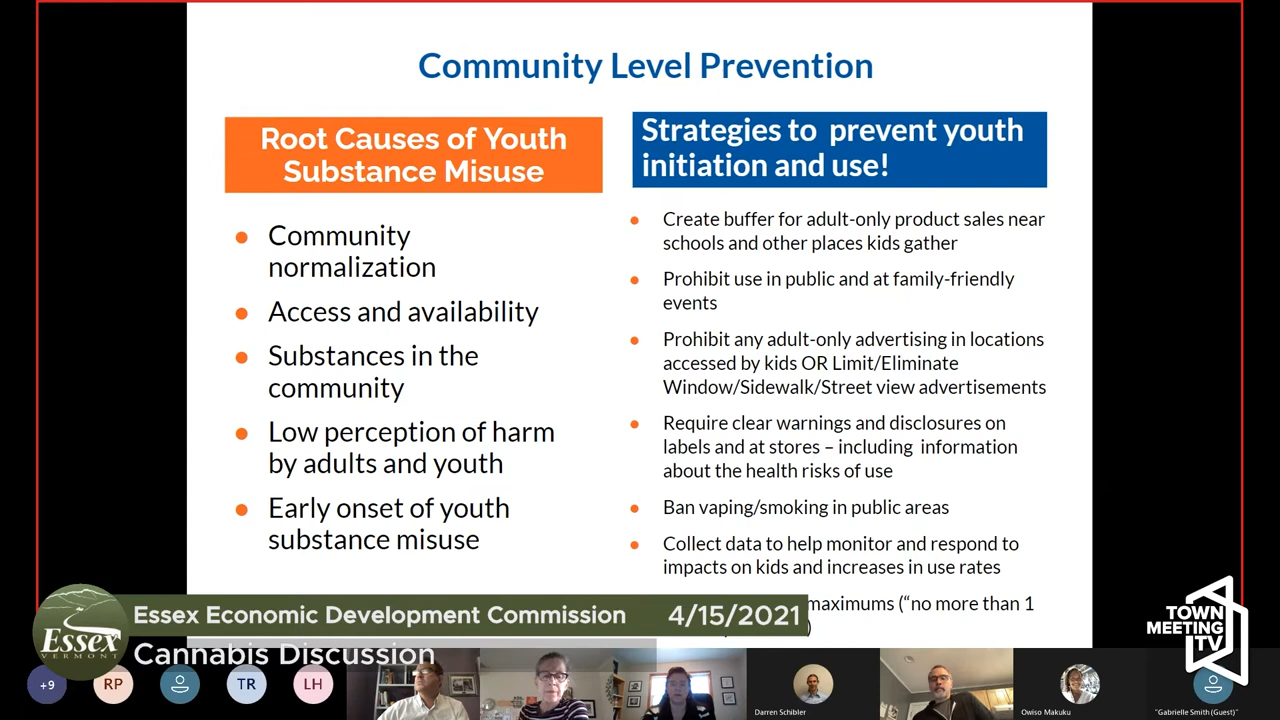 Community Level Prevention
Root Causes of Youth
Substance Misuse
● Community
normalization
● Access and availability
● Substances in the
community
● Low perception of harm
by adults and youth
● Early onset of youth
substance misuse
Strategies to prevent youth
initiation and use!
● Create buffer for adult-only product sales near
schools and other places kids gather
● Prohibit use in public and at family-friendly
events
● Prohibit any adult-only advertising in locations
accessed by kids OR Limit/Eliminate
Window/Sidewalk/Street view advertisements
● Require clear warnings and disclosures on
labels and at stores – including information
about the health risks of use
● Ban vaping/smoking in public areas
● Collect data to help monitor and respond to
impacts on kids and increases in use rates
maximums (“no more than 1
)
Essex
VERMONT
Essex Economic Development Commission 4/15/2021
Cannabis Discussion
TOWN
MEETING
TV
+9
RP
TR
LH
Darren Schibler
Owiso Makuku
"Gabrielle Smith (Guest)"